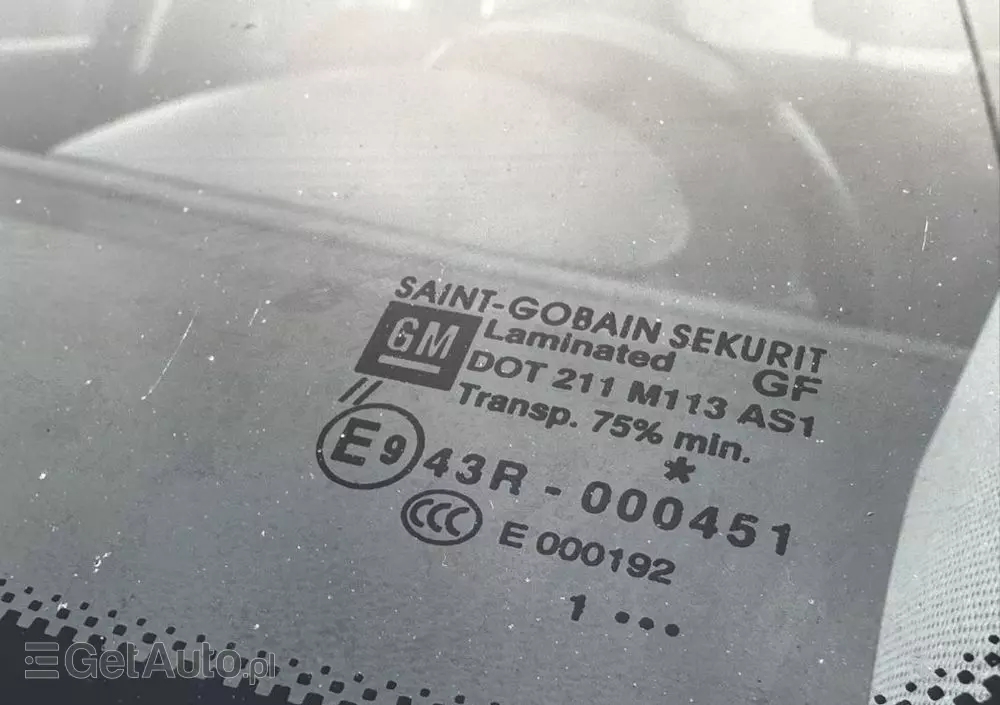 SAINT-GOBAIN SEKURIT
GM
Laminated GF
DOT 211 M113 AS1
Transp. 75% min.
*
// E9 43R - 000451
CCC E 000192
1 ...
GetAuto.pl